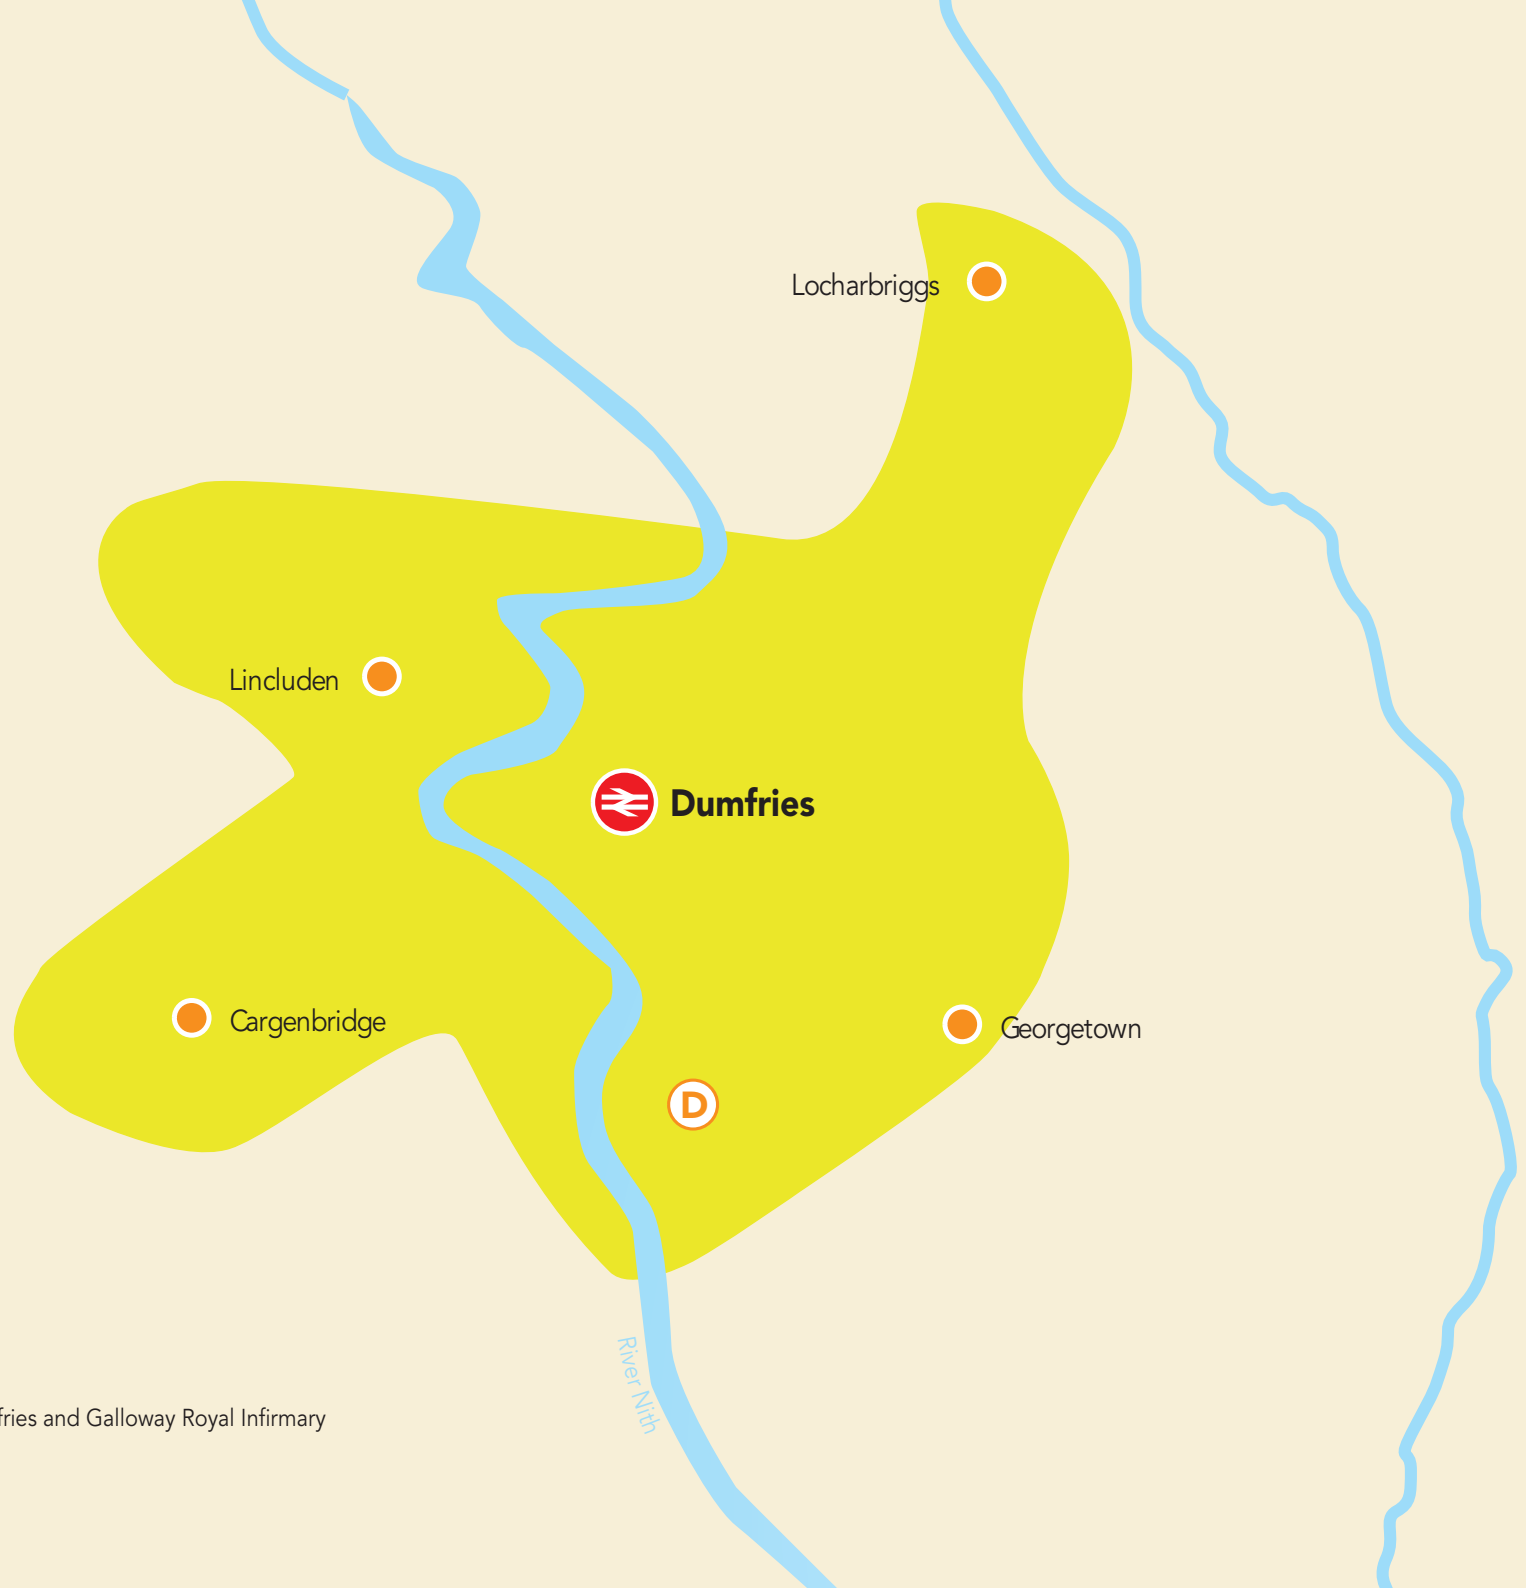 Locharbriggs
Lincluden
Dumfries
Cargenbridge
Georgetown
D
River Nith
fries and Galloway Royal Infirmary